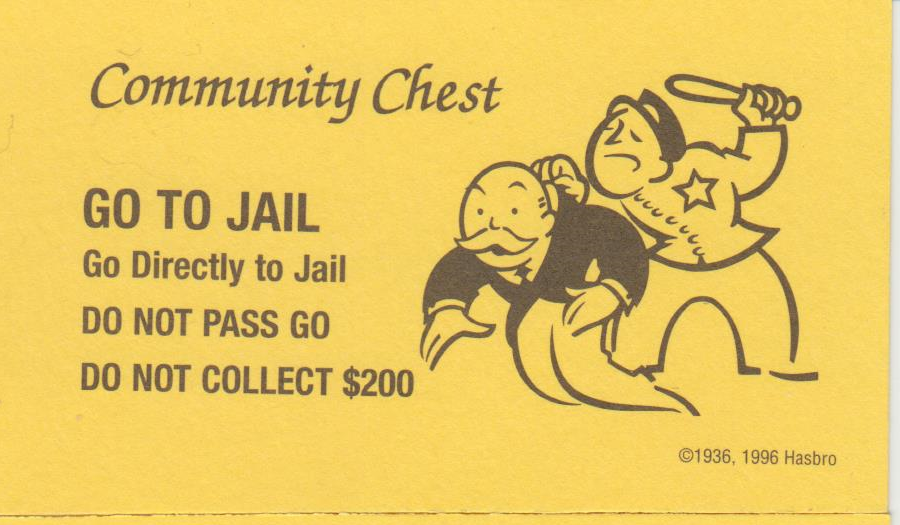 Community Chest
GO TO JAIL
Go Directly to Jail
DO NOT PASS GO
DO NOT COLLECT $200
©1936, 1996 Hasbro